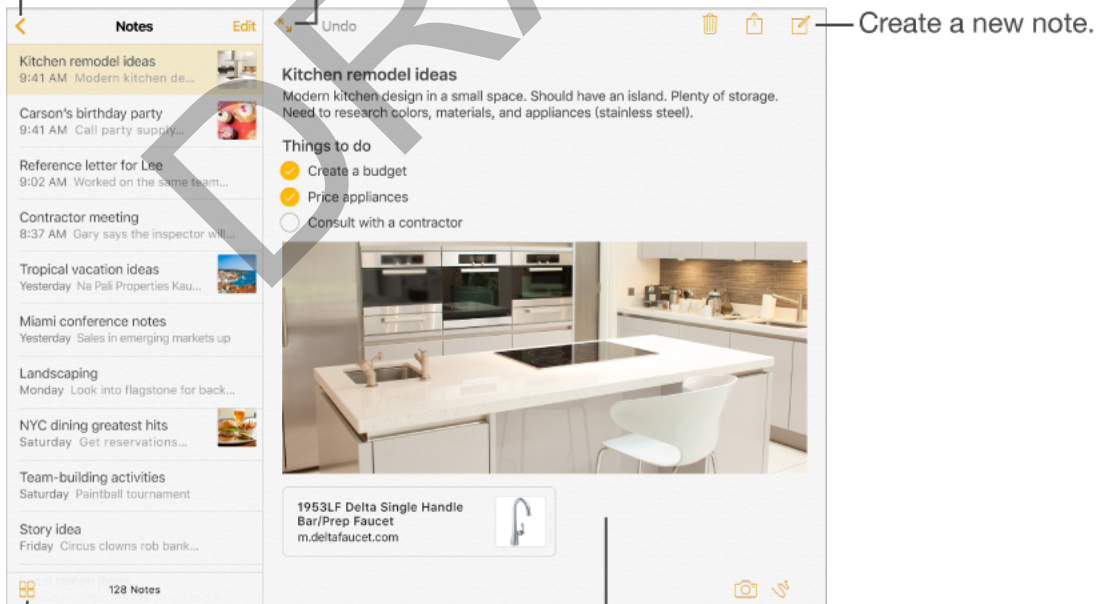 Notes
Edit
Undo
Create a new note.
Kitchen remodel ideas
9:41 AM Modern kitchen de...
Carson's birthday party
9:41 AM Call party supply...
Reference letter for Lee
9:02 AM Worked on the same team...
Contractor meeting
8:37 AM Gary says the inspector will...
Tropical vacation ideas
Yesterday Na Pali Properties Kau...
Miami conference notes
Yesterday Sales in emerging markets up
Landscaping
Monday Look into flagstone for back...
NYC dining greatest hits
Saturday Get reservations...
Team-building activities
Saturday Paintball tournament
Story idea
Friday Circus clowns rob bank...
128 Notes
Kitchen remodel ideas
Modern kitchen design in a small space. Should have an island. Plenty of storage.
Need to research colors, materials, and appliances (stainless steel).
Things to do
Create a budget
Price appliances
Consult with a contractor
1953LF Delta Single Handle
Bar/Prep Faucet
m.deltafaucet.com